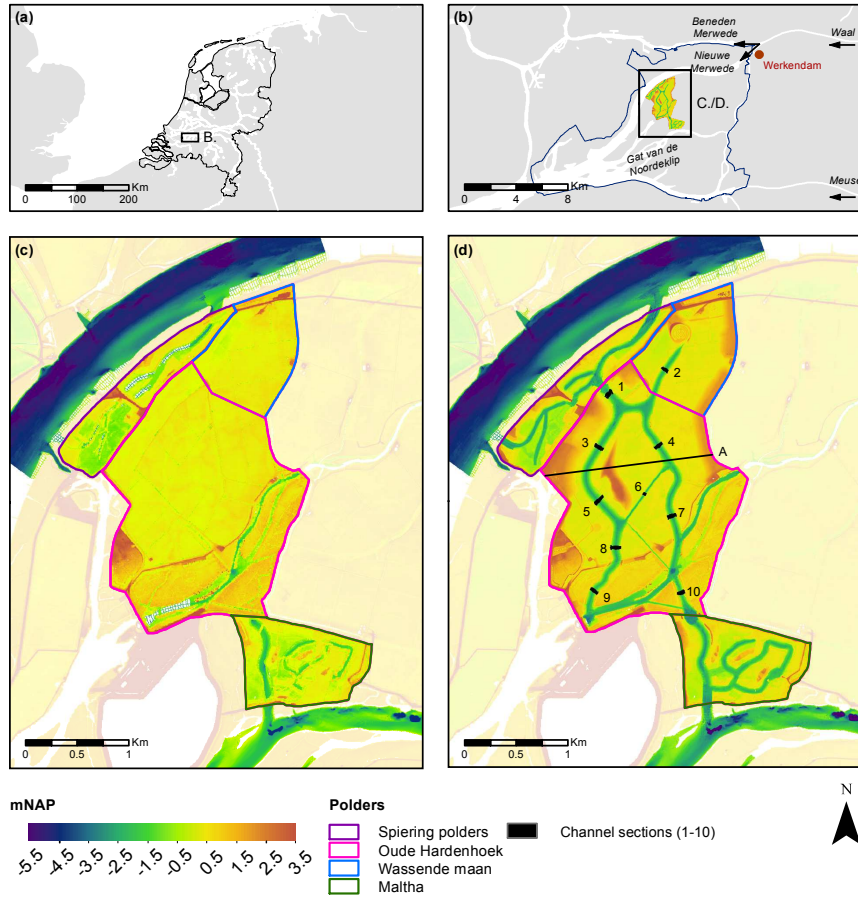 (a)
B.
Km
0 100 200
(b)
Beneden
Merwede
Waal
Nieuwe
Merwede
Werkendam
C./D.
Gat van de
Noordeklip
Km
0 4 8
Meuse
(c)
Km
0 0.5 1
(d)
1
2
3
4
A
6
5
7
8
9
10
Km
0 0.5 1
N
mNAP
-5.5 -4.5 -3.5 -2.5 -1.5 -0.5 0.5 1.5 2.5 3.5
Polders
Spiering polders
Oude Hardenhoek
Wassende maan
Maltha
Channel sections (1-10)